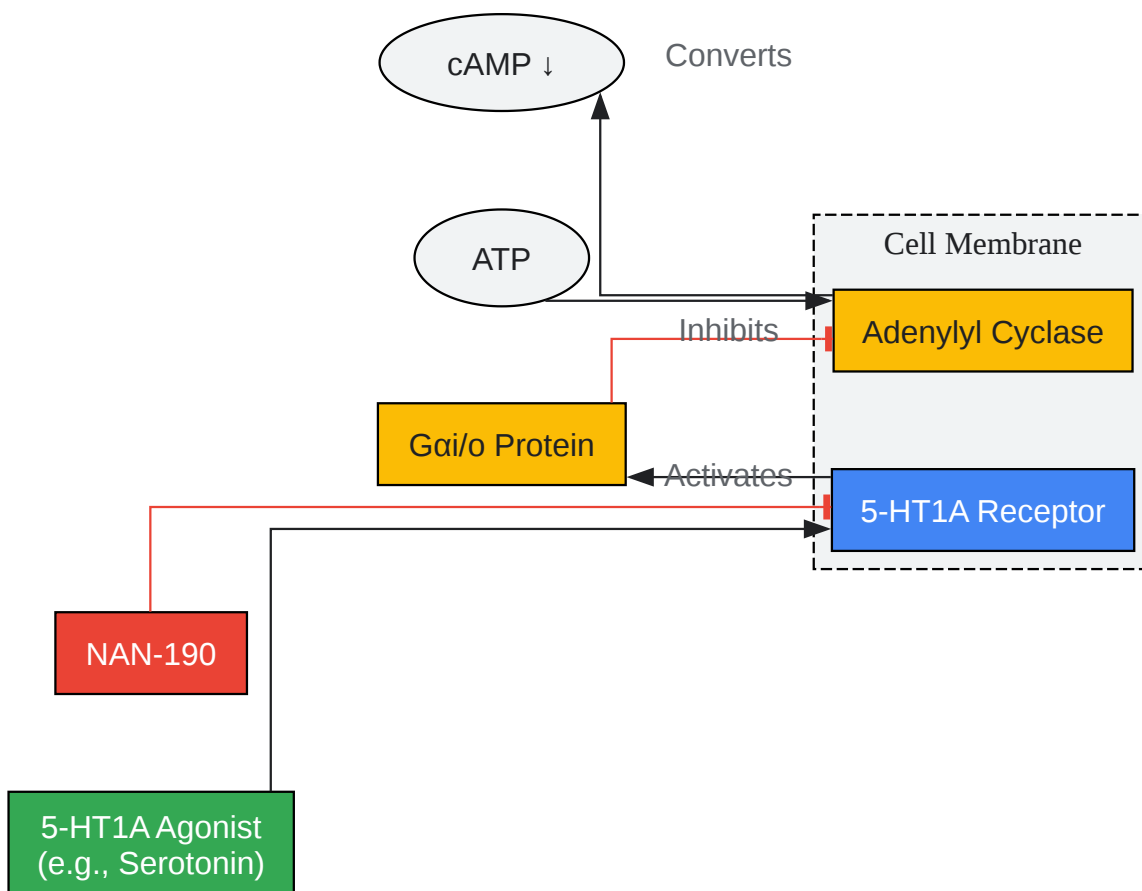 cAMP ↓
Converts
ATP
Cell Membrane
Inhibits
Adenylyl Cyclase
Gαi/o Protein
Activates
5-HT1A Receptor
NAN-190
5-HT1A Agonist
(e.g., Serotonin)